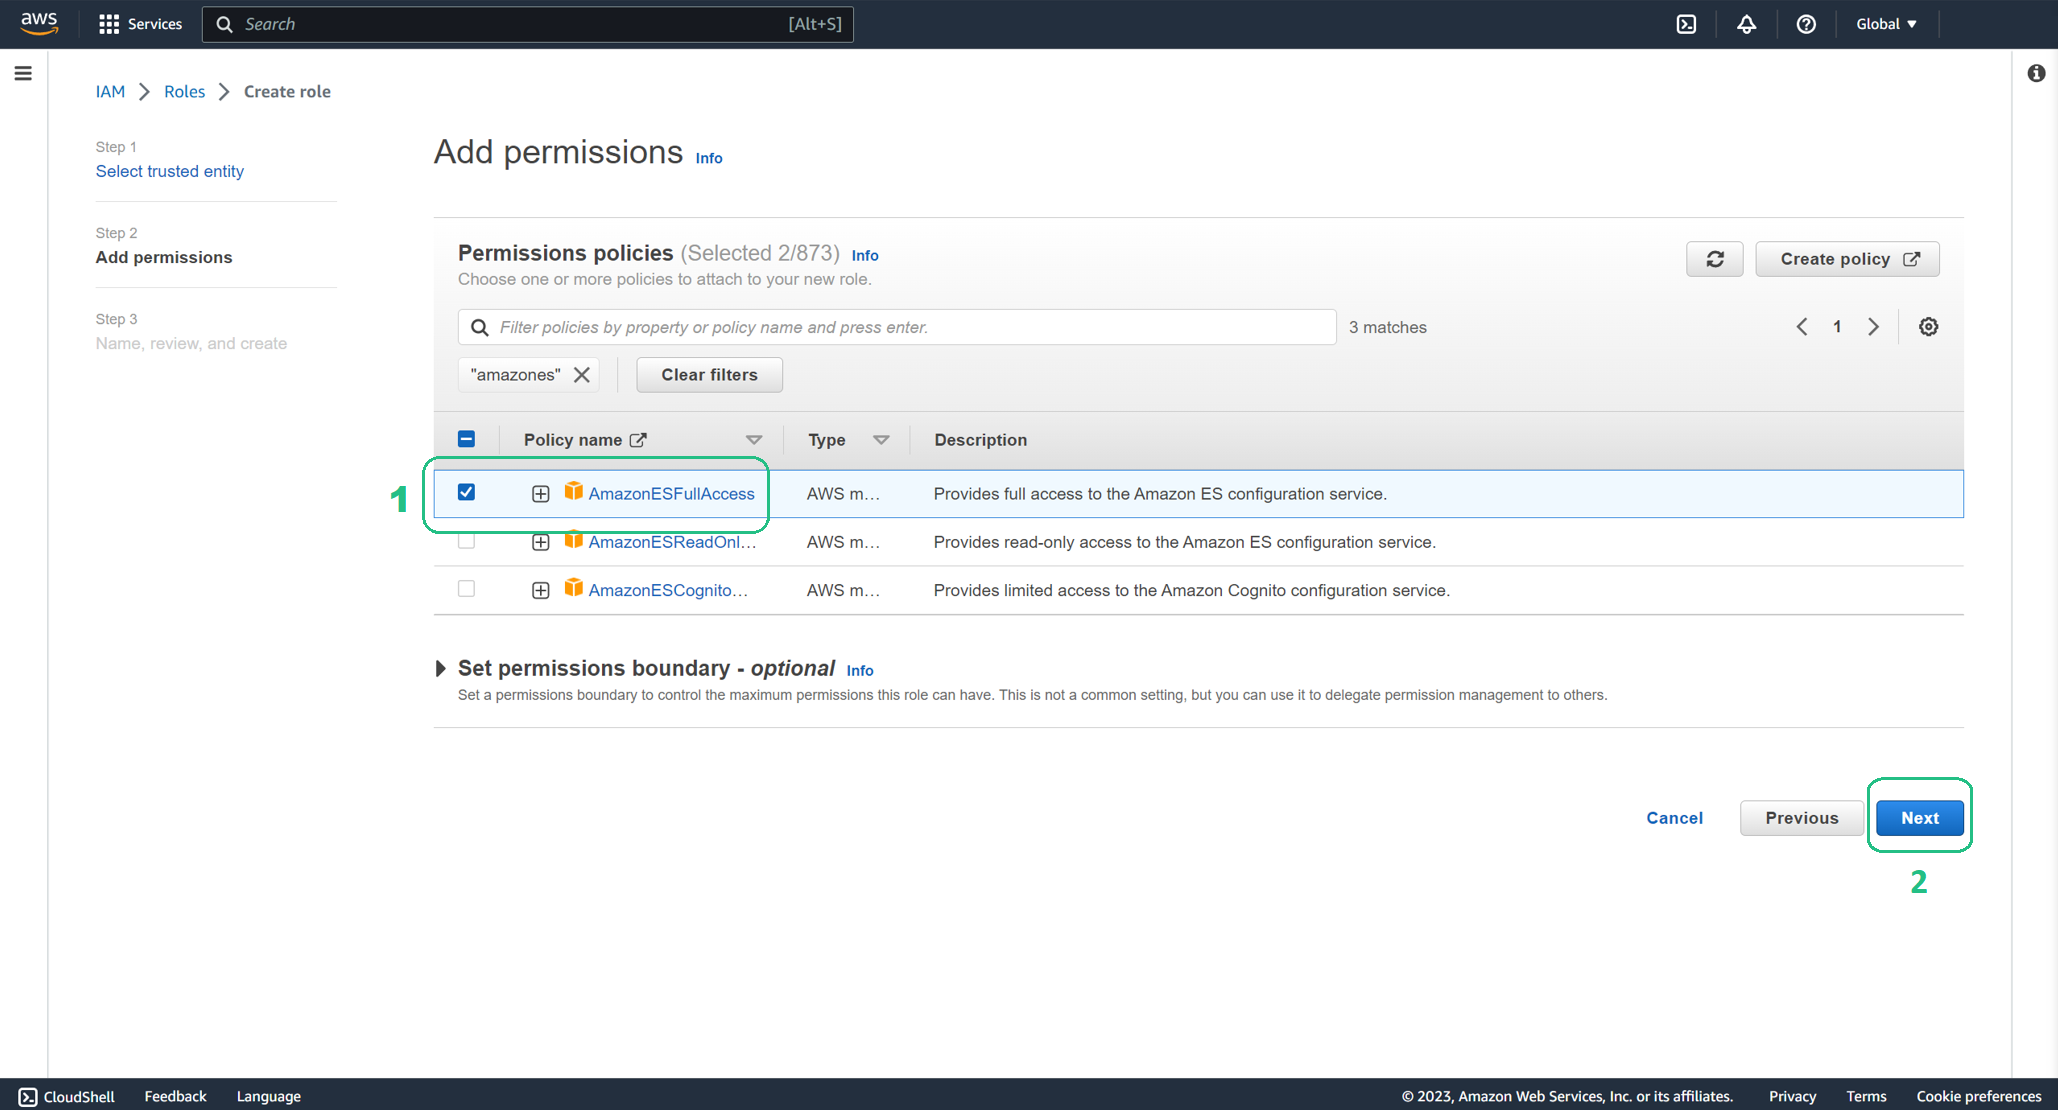 aws Services Search [Alt+S] Global
IAM Roles Create role
Step 1
Select trusted entity
Step 2
Add permissions
Step 3
Name, review, and create
Add permissions Info
Permissions policies (Selected 2/873) Info
Choose one or more policies to attach to your new role.
Create policy
Filter policies by property or policy name and press enter.
3 matches
1
"amazones"
Clear filters
Policy name Type Description
1
AmazonESFullAccess AWS m... Provides full access to the Amazon ES configuration service.
AmazonESReadOnl... AWS m... Provides read-only access to the Amazon ES configuration service.
AmazonESCognito... AWS m... Provides limited access to the Amazon Cognito configuration service.
Set permissions boundary - optional Info
Set a permissions boundary to control the maximum permissions this role can have. This is not a common setting, but you can use it to delegate permission management to others.
Cancel Previous Next
2
CloudShell Feedback Language © 2023, Amazon Web Services, Inc. or its affiliates. Privacy Terms Cookie preferences